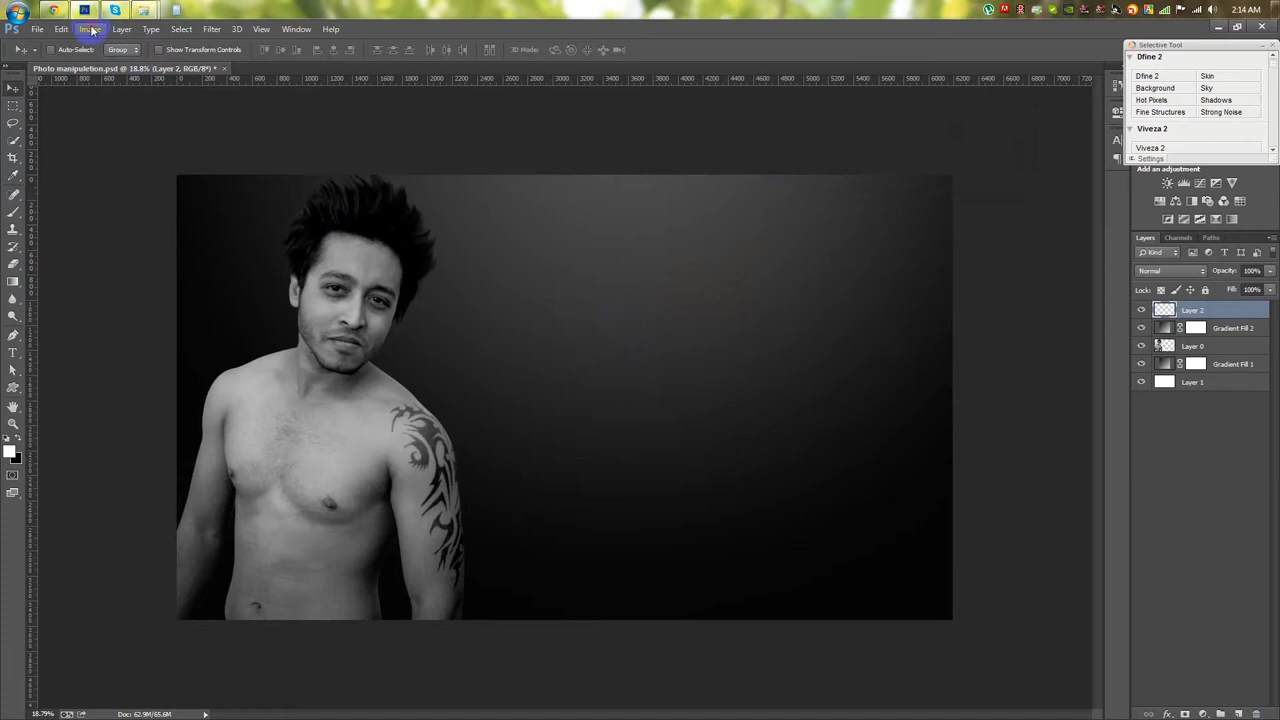 2:14 AM
Ps File Edit Image Layer Type Select Filter 3D View Window Help
Auto-Select: Group Show Transform Controls 3D Mode:
Selective Tool
Photo manipuletion.psd @ 18.8% (Layer 2, RGB/8*) *
Dfine 2
Dfine 2 Skin
Background Sky
Hot Pixels Shadows
Fine Structures Strong Noise
Viveza 2
Viveza 2
Settings
Add an adjustment
Layers Channels Paths
Kind
Normal Opacity: 100%
Lock: Fill: 100%
Layer 2
Gradient Fill 2
Layer 0
Gradient Fill 1
Layer 1
18.79% Doc: 62.9M/65.6M